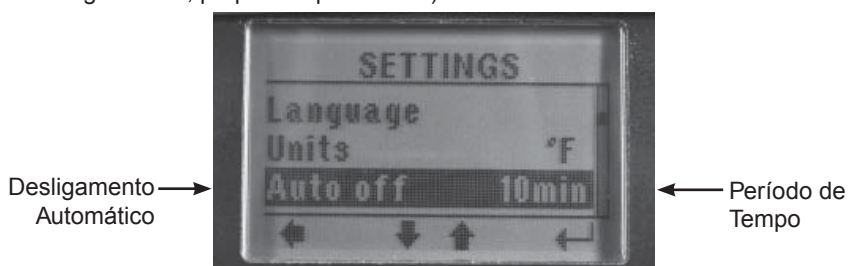 SETTINGS
Language
Units °F
Auto off 10min
Desligamento
Automático
Período de
Tempo